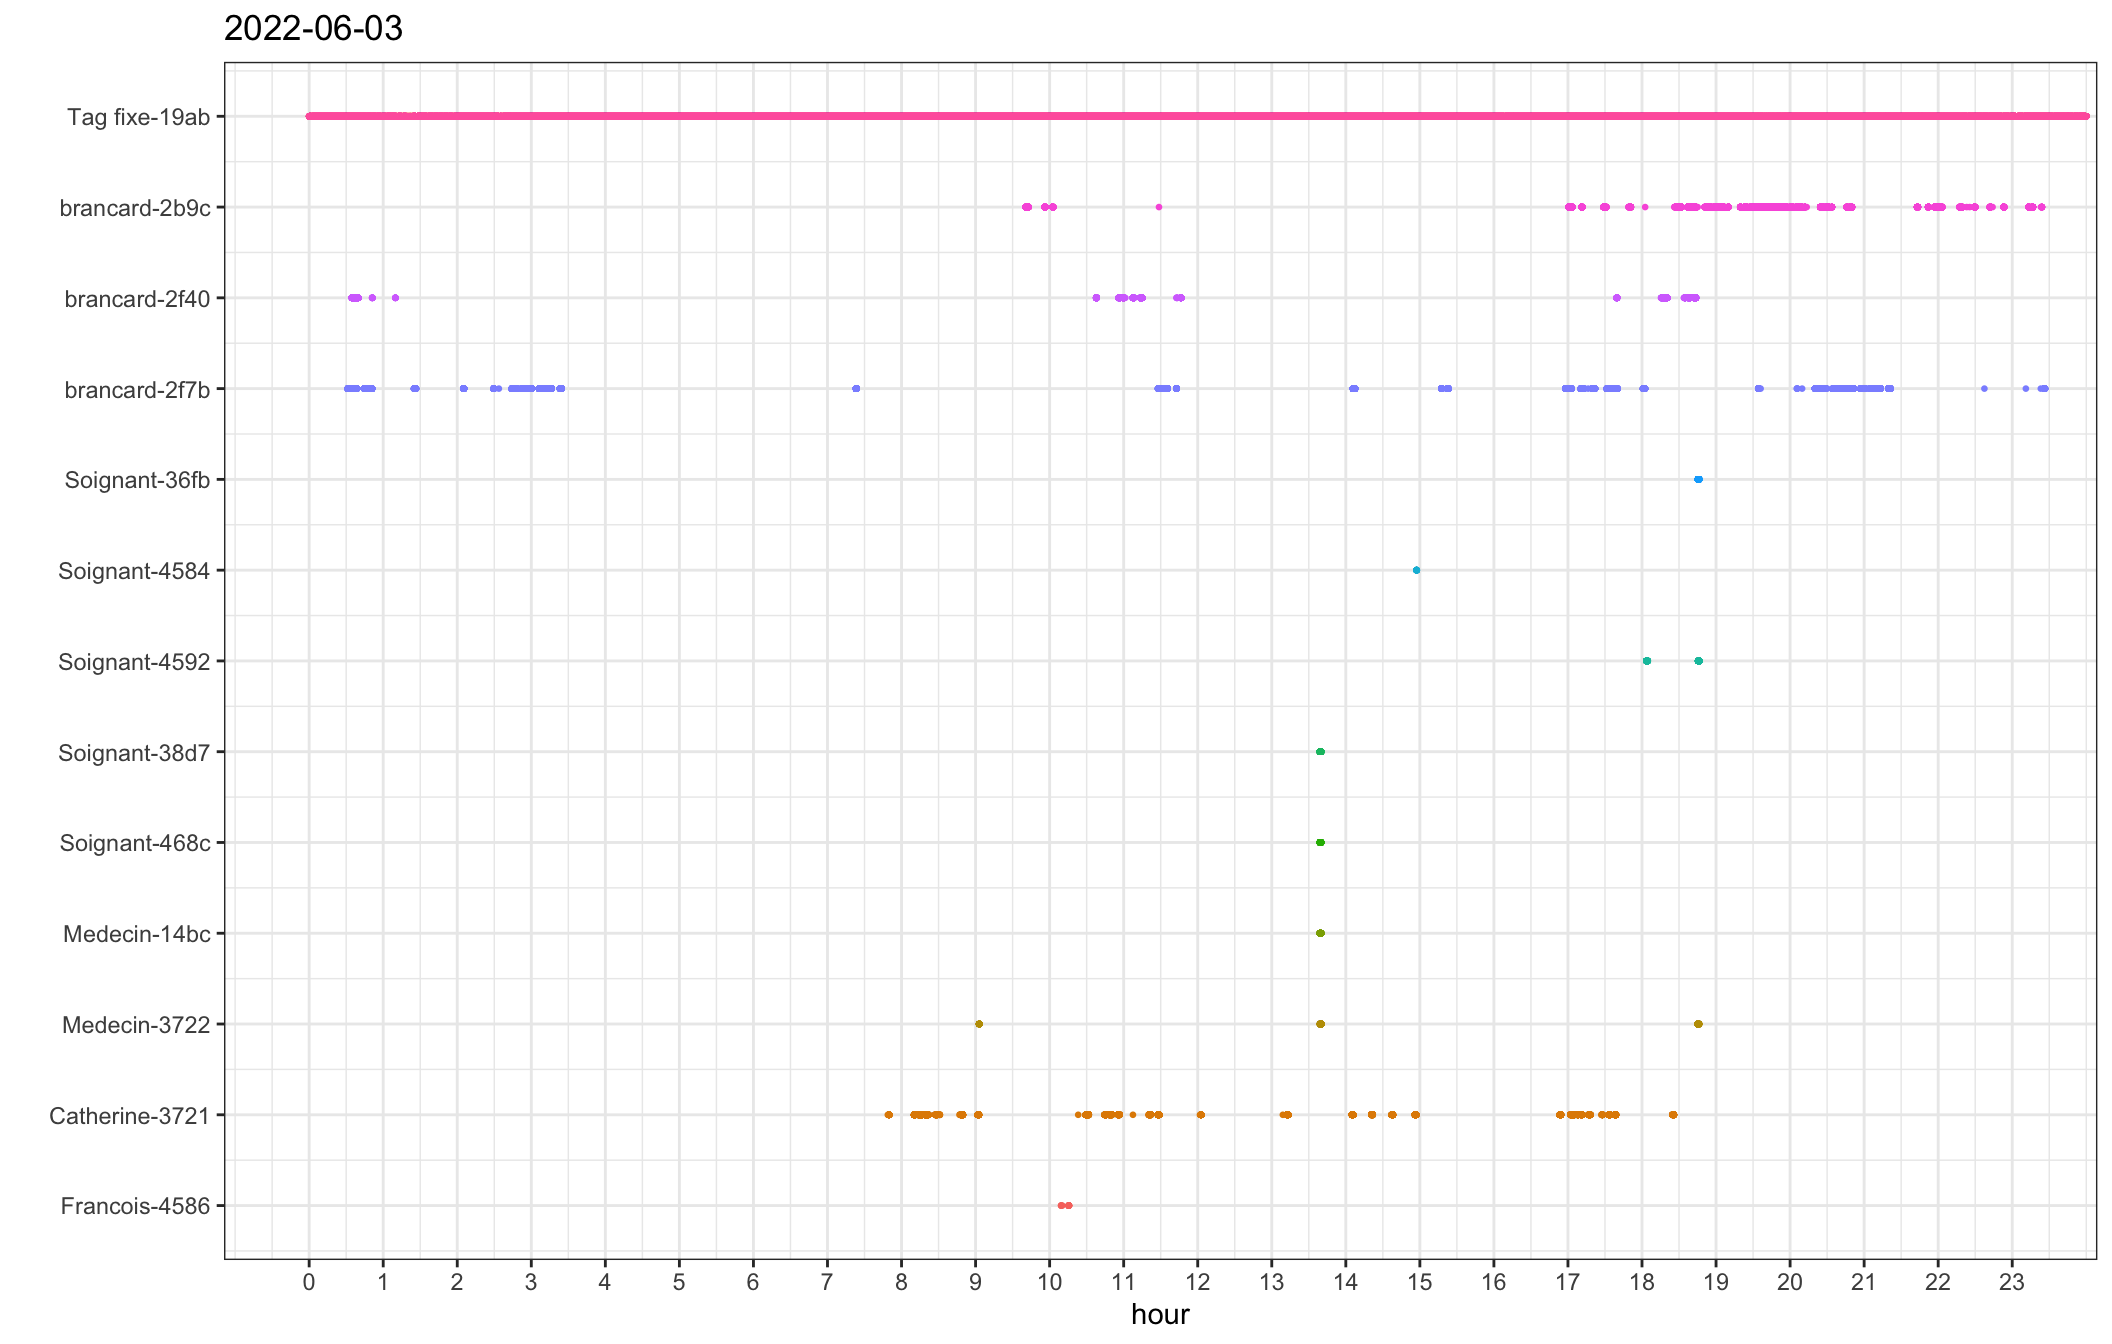 2022-06-03
Tag fixe-19ab
brancard-2b9c
brancard-2f40
brancard-2f7b
Soignant-36fb
Soignant-4584
Soignant-4592
Soignant-38d7
Soignant-468c
Medecin-14bc
Medecin-3722
Catherine-3721
Francois-4586
0 1 2 3 4 5 6 7 8 9 10 11 12 13 14 15 16 17 18 19 20 21 22 23
hour